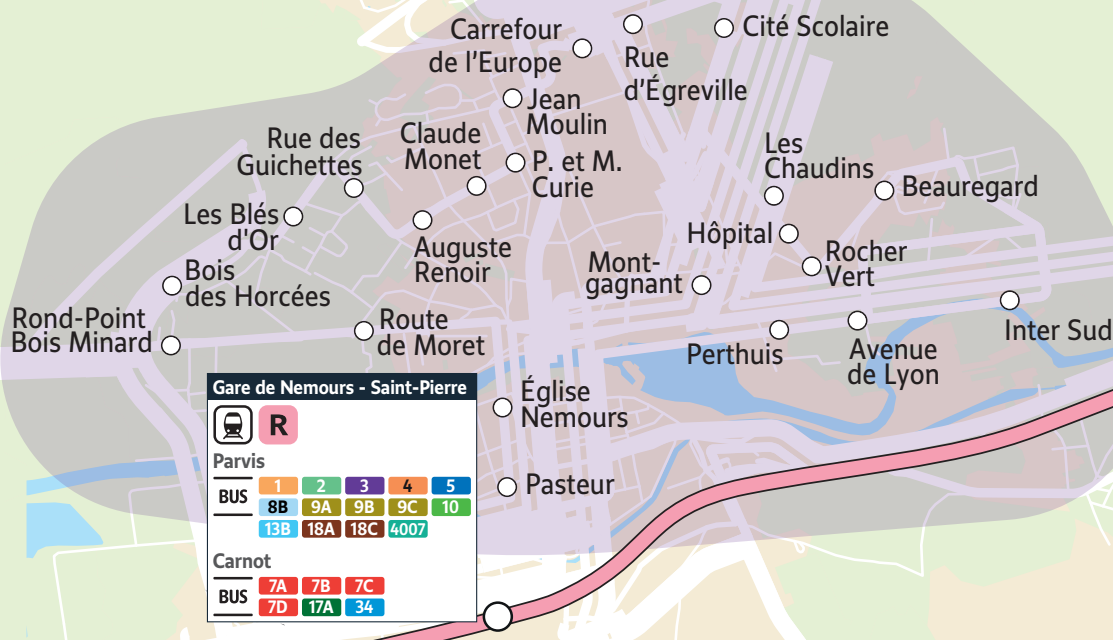 Carrefour
de l'Europe
Rue
d'Égreville
Cité Scolaire
Jean
Moulin
Rue des
Guichettes
Claude
Monet
P. et M.
Curie
Les
Chaudins
Beauregard
Les Blés
d'Or
Auguste
Renoir
Hôpital
Rocher
Vert
Mont-
gagnant
Bois
des Horcées
Rond-Point
Bois Minard
Route
de Moret
Perthuis
Avenue
de Lyon
Inter Sud
Église
Nemours
Pasteur
Gare de Nemours - Saint-Pierre
R
Parvis
BUS
1 2 3 4 5
8B 9A 9B 9C 10
13B 18A 18C 4007
Carnot
BUS
7A 7B 7C
7D 17A 34